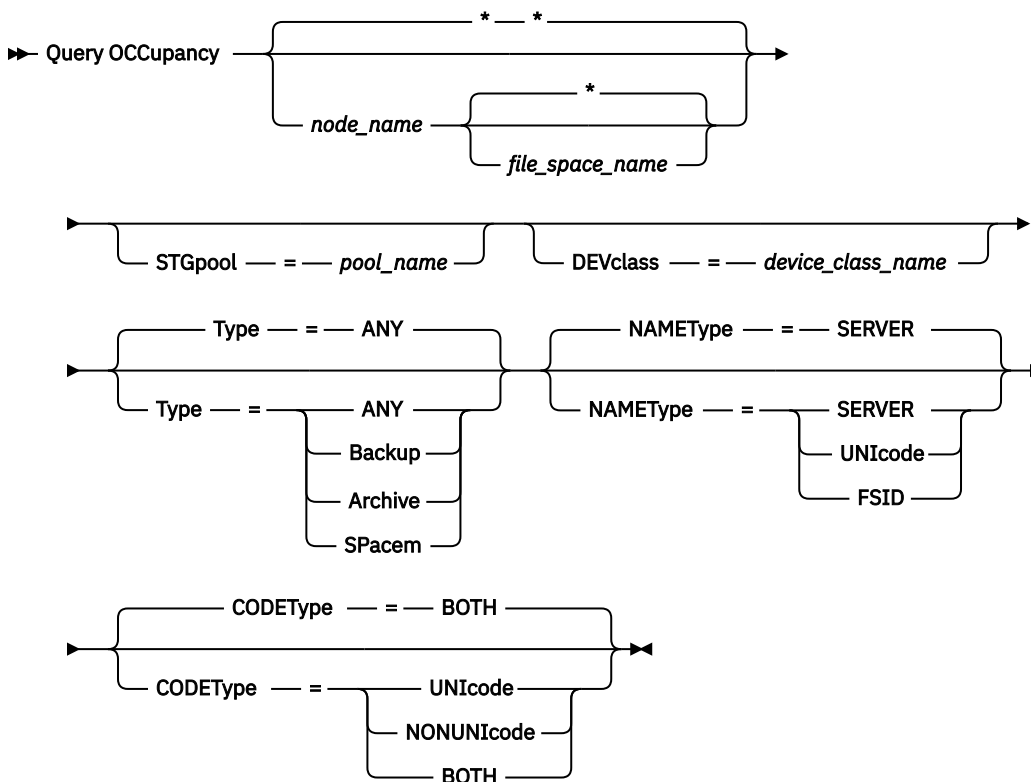 * — *
Query OCCupancy
*
node_name
file_space_name
STGpool = pool_name DEVclass = device_class_name
Type = ANY NAMEType = SERVER
Type = ANY NAMEType = SERVER
Backup UNIcode
Archive FSID
SPacem
CODEType = BOTH
CODEType = UNIcode
NONUNIcode
BOTH